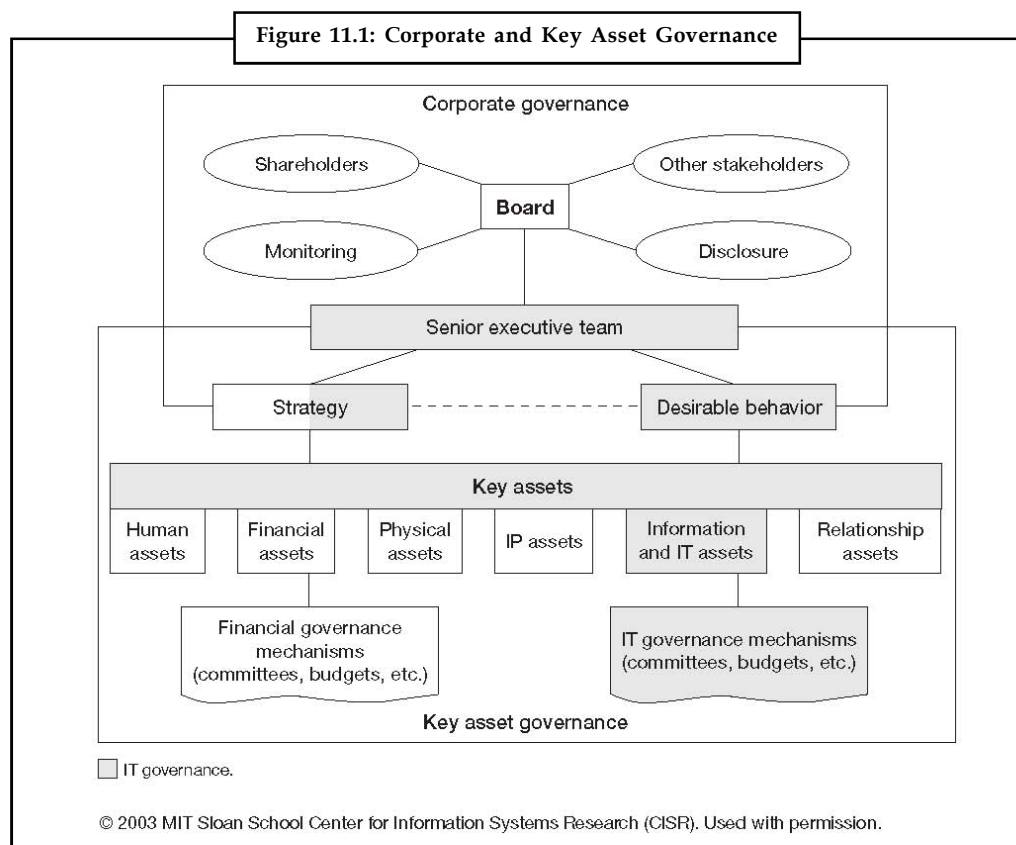 Figure 11.1: Corporate and Key Asset Governance
Corporate governance
Shareholders
Other stakeholders
Board
Monitoring
Disclosure
Senior executive team
Strategy
Desirable behavior
Key assets
Human
assets
Financial
assets
Physical
assets
IP assets
Information
and IT assets
Relationship
assets
Financial governance
mechanisms
(committees, budgets, etc.)
IT governance mechanisms
(committees, budgets, etc.)
Key asset governance
IT governance.
© 2003 MIT Sloan School Center for Information Systems Research (CISR). Used with permission.